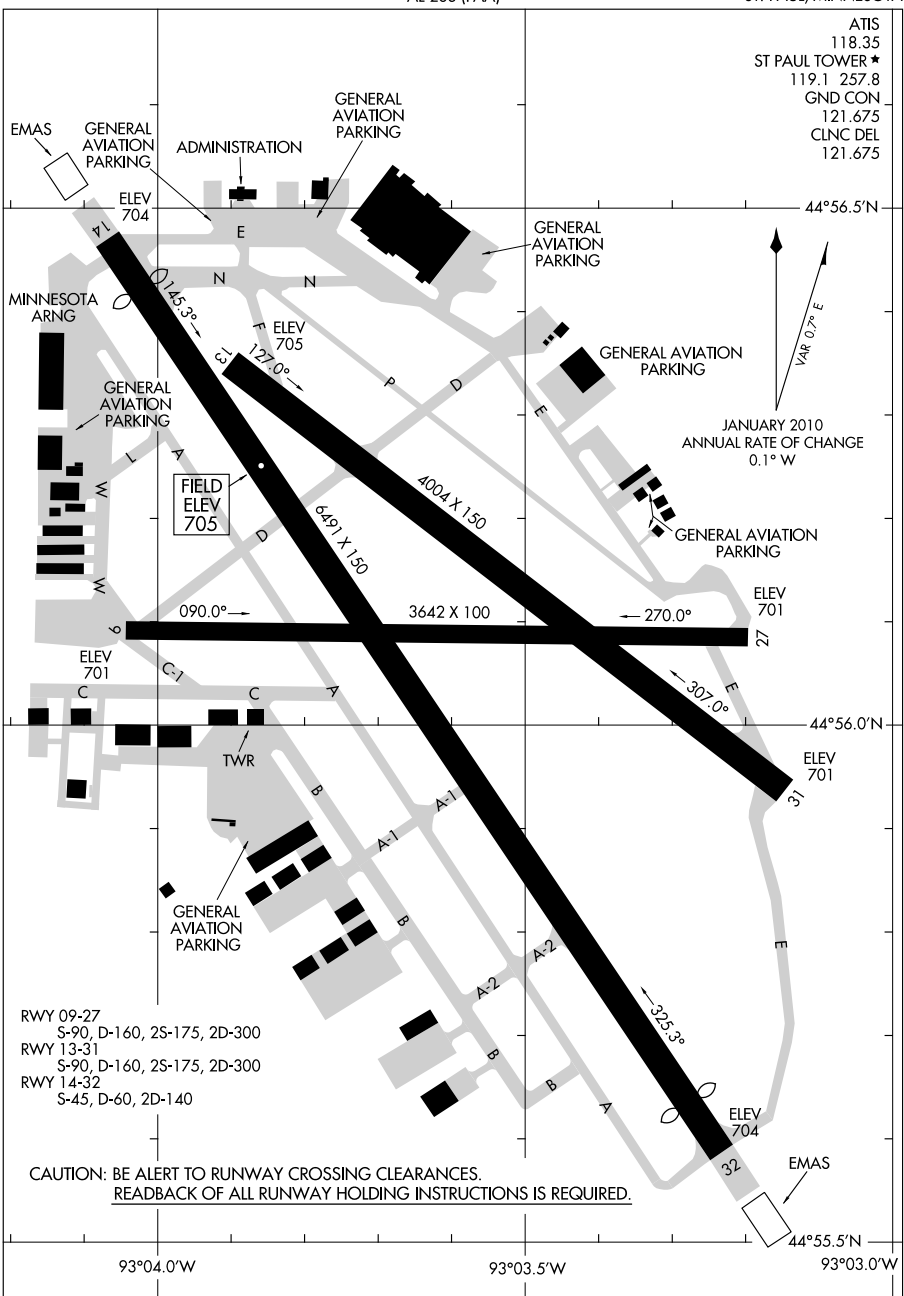 ATIS
118.35
ST PAUL TOWER ★
119.1 257.8
GND CON
121.675
CLNC DEL
121.675
EMAS
GENERAL
AVIATION
PARKING
ADMINISTRATION
GENERAL
AVIATION
PARKING
ELEV
704
44°56.5'N
14
E
GENERAL
AVIATION
PARKING
N
N
145.3°
MINNESOTA
ARNG
F
ELEV
705
VAR 0.7° E
13
127.0°
GENERAL AVIATION
PARKING
P
D
E
GENERAL
AVIATION
PARKING
JANUARY 2010
ANNUAL RATE OF CHANGE
0.1° W
L
A
W
FIELD
ELEV
705
D
6491 X 150
4004 X 150
GENERAL AVIATION
PARKING
W
090.0°
3642 X 100
270.0°
ELEV
701
9
27
ELEV
701
C-1
C
C
A
307.0°
E
44°56.0'N
TWR
ELEV
701
31
B
A-1
A-1
GENERAL
AVIATION
PARKING
B
A-2
A-2
E
RWY 09-27
S-90, D-160, 2S-175, 2D-300
RWY 13-31
S-90, D-160, 2S-175, 2D-300
RWY 14-32
S-45, D-60, 2D-140
325.3°
B
B
A
ELEV
704
32
EMAS
CAUTION: BE ALERT TO RUNWAY CROSSING CLEARANCES.
READBACK OF ALL RUNWAY HOLDING INSTRUCTIONS IS REQUIRED.
44°55.5'N
93°04.0'W
93°03.5'W
93°03.0'W